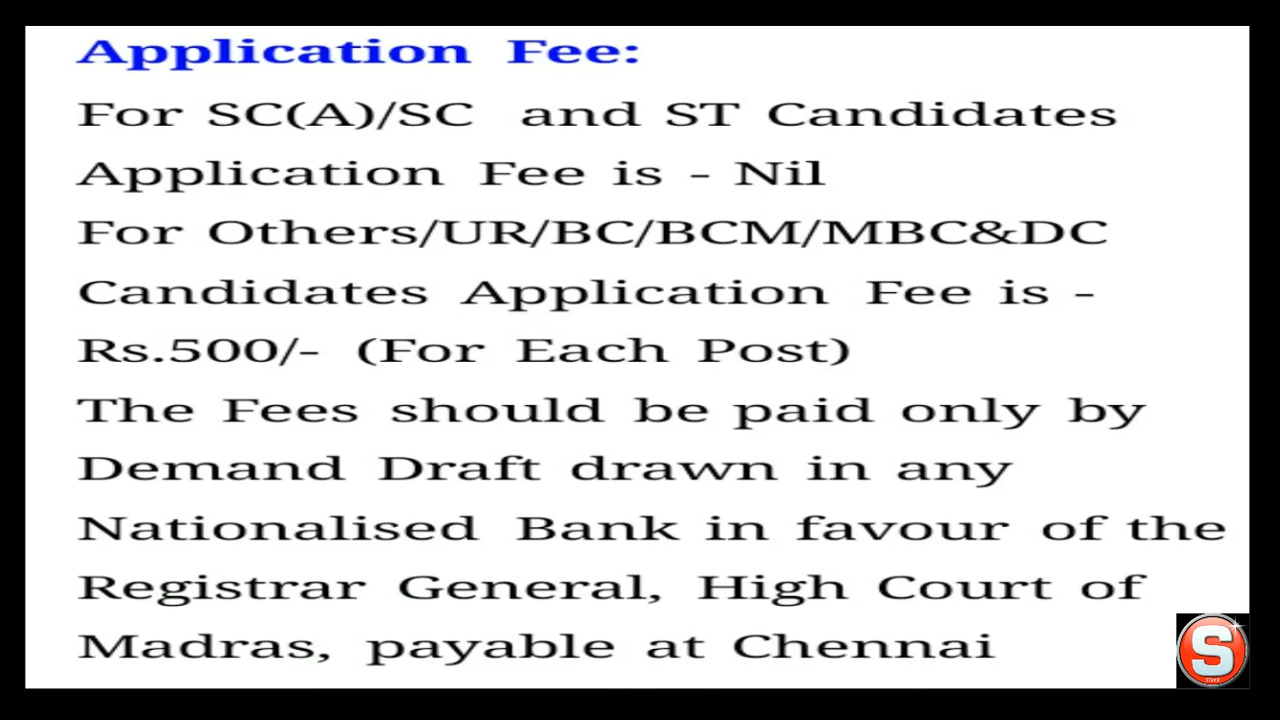 Application Fee:
For SC(A)/SC and ST Candidates
Application Fee is - Nil
For Others/UR/BC/BCM/MBC&DC
Candidates Application Fee is -
Rs.500/- (For Each Post)
The Fees should be paid only by
Demand Draft drawn in any
Nationalised Bank in favour of the
Registrar General, High Court of
Madras, payable at Chennai
S